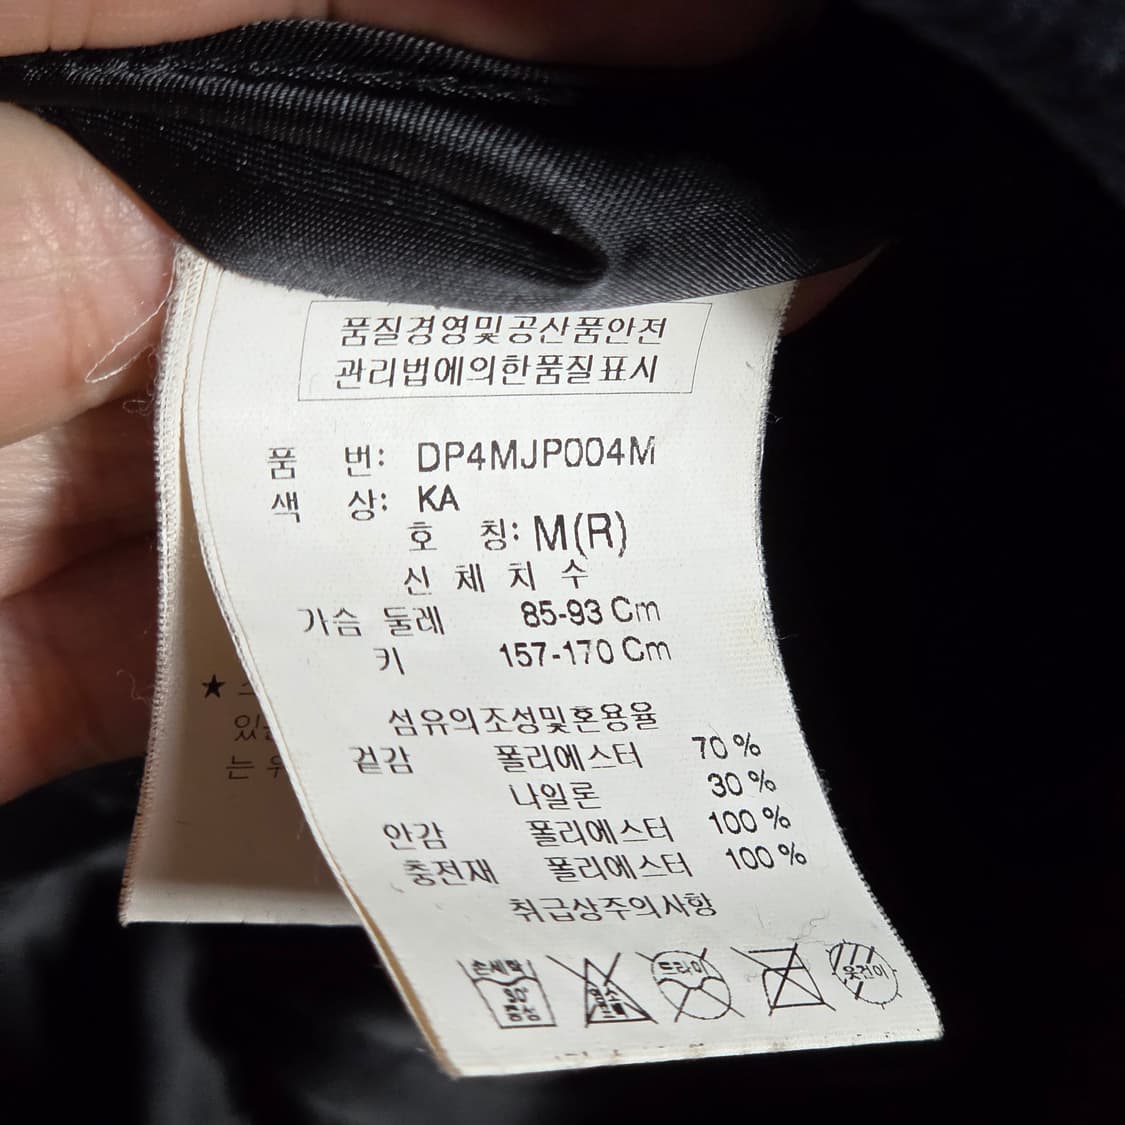 품질경영및공산품안전
관리법에의한품질표시
품 번: DP4MJP004M
색 상: KA
호 칭: M(R)
신 체 치 수
가슴 둘레 85-93 Cm
키 157-170 Cm
섬유의조성및혼용율
겉감 폴리에스터 70%
나일론 30%
안감 폴리에스터 100%
충전재 폴리에스터 100%
취급상주의사항
손세탁 드라이 옷걸이
30° 중성
★
는